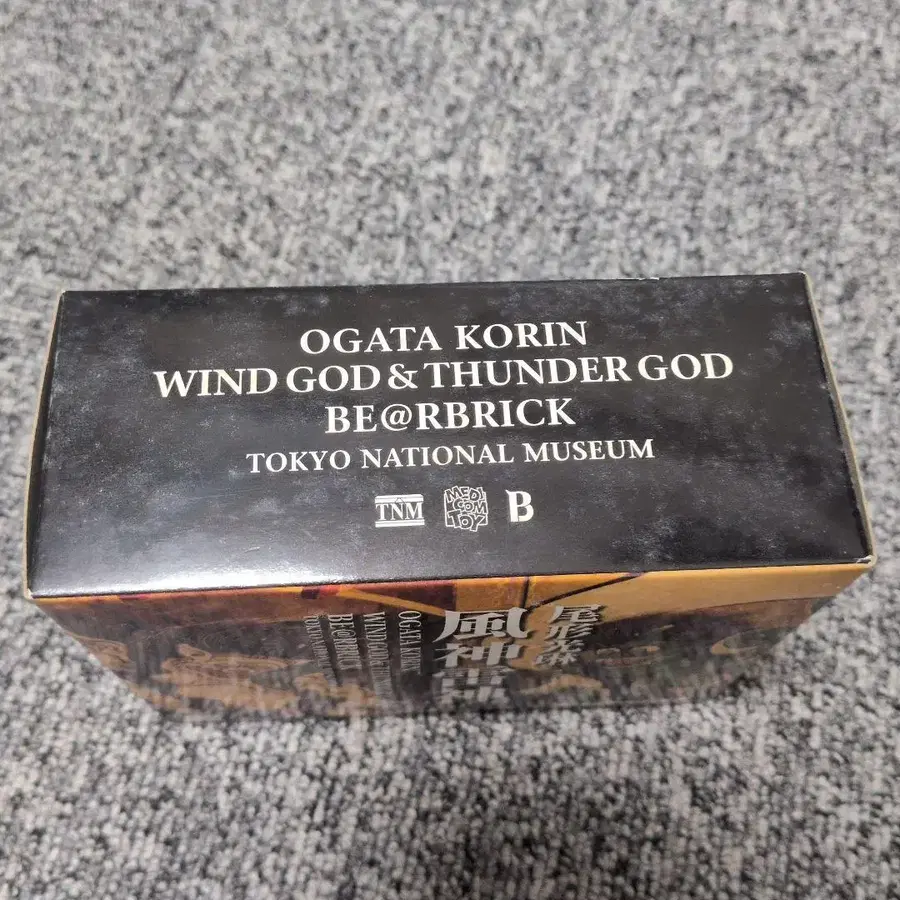 OGATA KORIN
WIND GOD & THUNDER GOD
BE@RBRICK
TOKYO NATIONAL MUSEUM
TNM
MEDICOM TOY
B
尾形光琳
風神雷神
OGATA KORIN
WIND GOD & THUNDER
BE@RBRICK